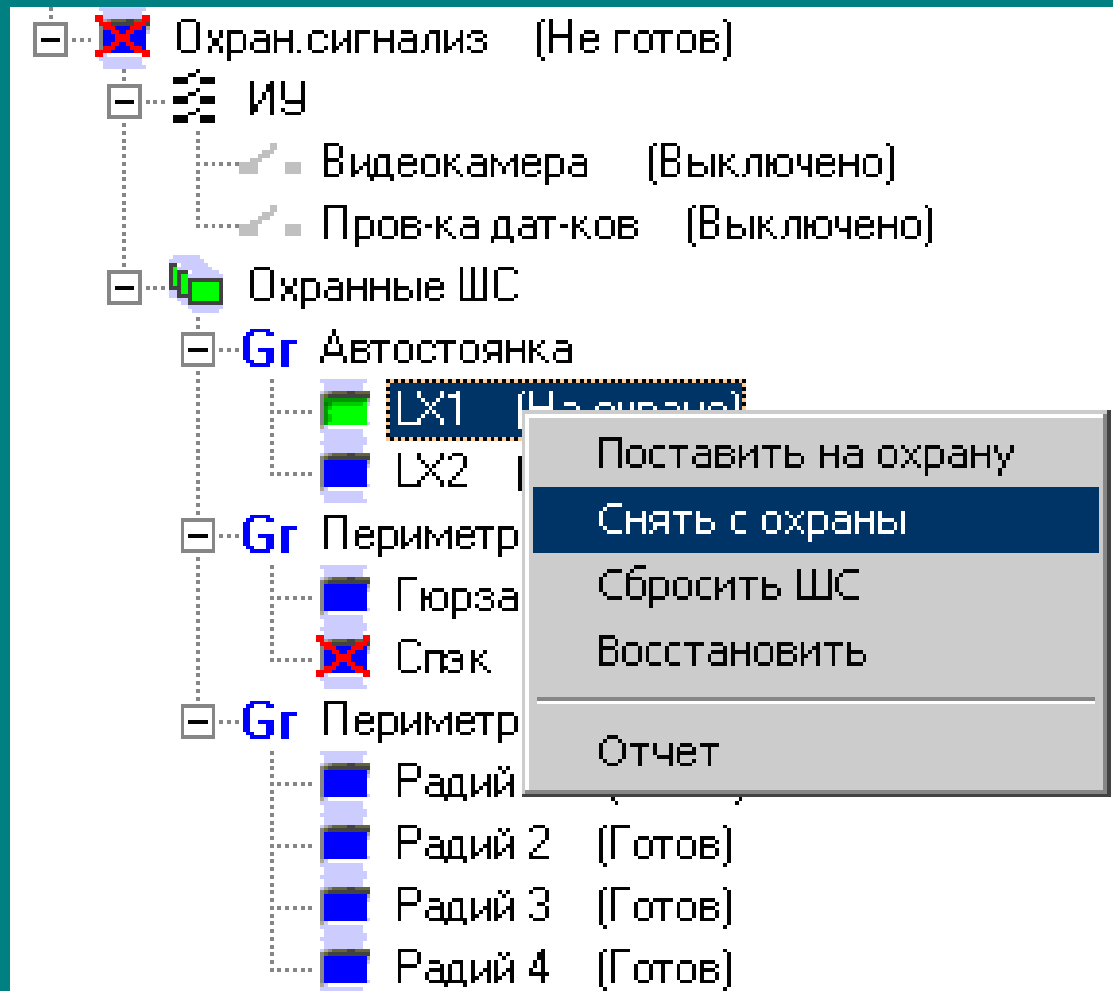 Охран.сигнализ (Не готов)
ИУ
Видеокамера (Выключено)
Пров-ка дат-ков (Выключено)
Охранные ШС
Gr Автостоянка
LX1 (На охране)
Поставить на охрану
LX2
Снять с охраны
Gr Периметр
Гюрза
Сбросить ШС
Спэк
Восстановить
Gr Периметр
Отчет
Радий
Радий 2 (Готов)
Радий 3 (Готов)
Радий 4 (Готов)